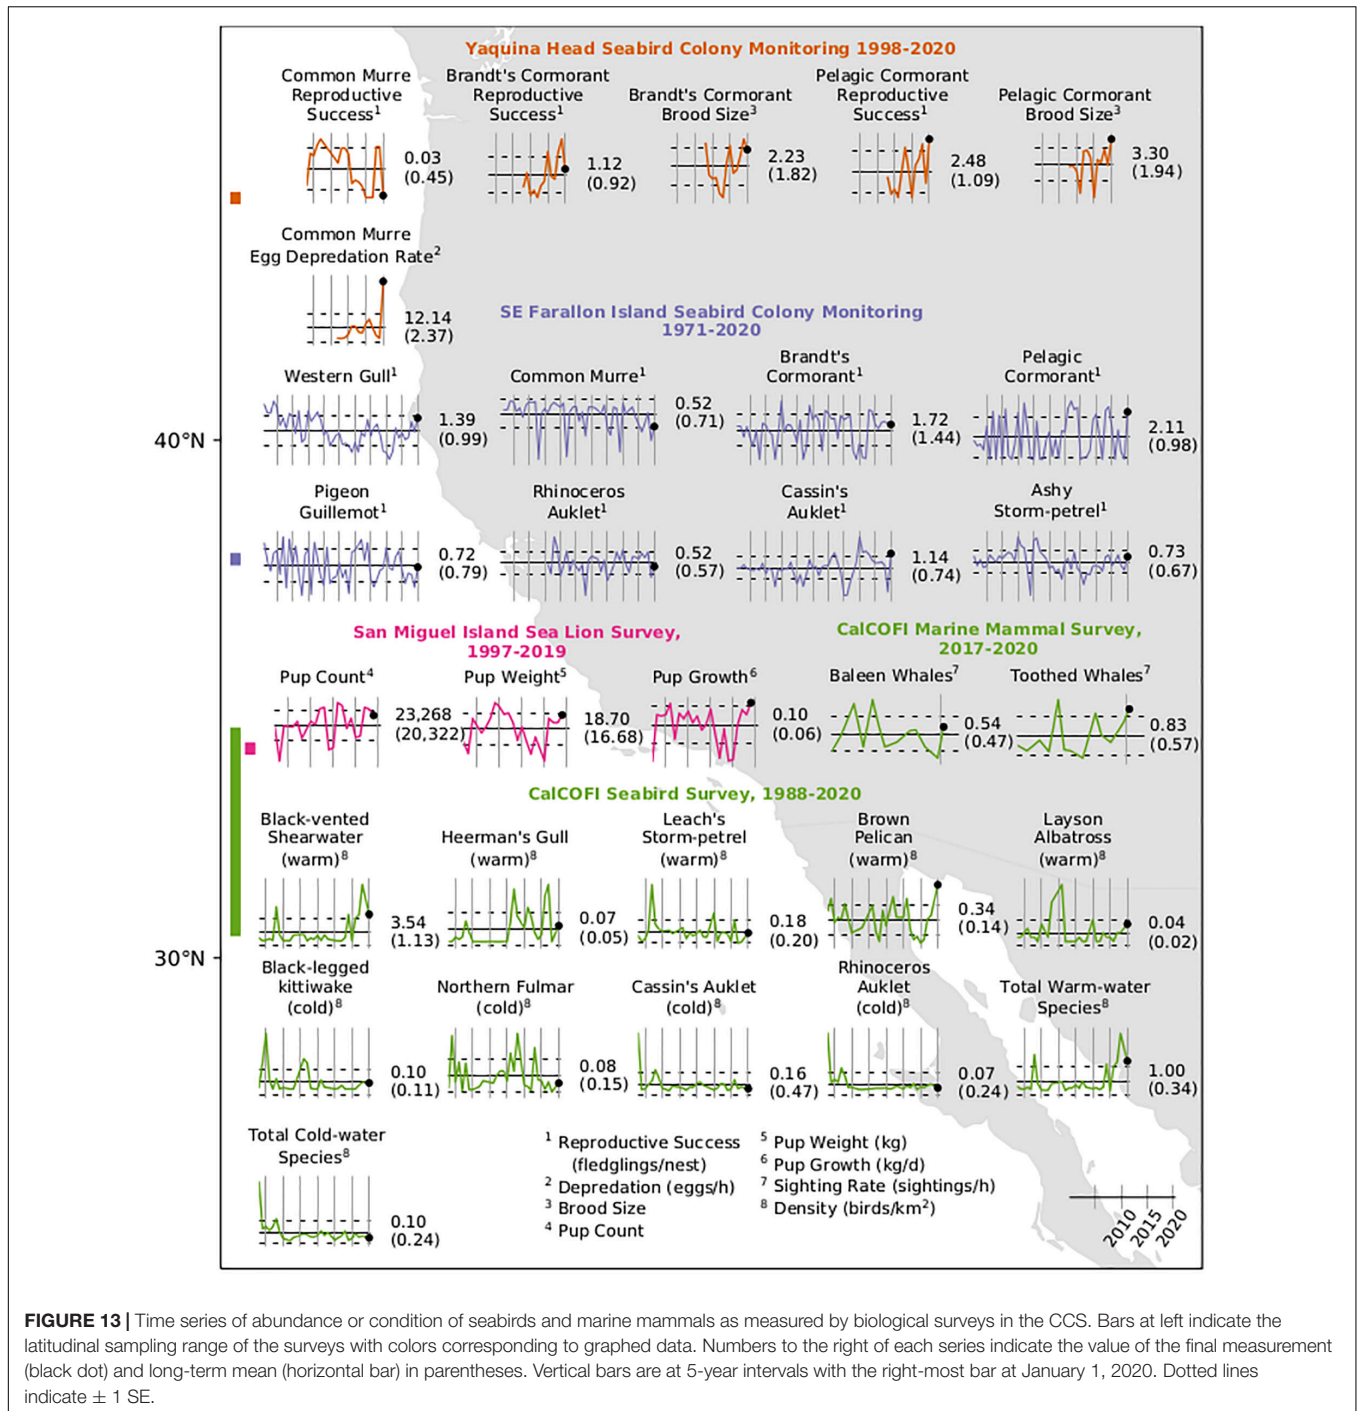 Yaquina Head Seabird Colony Monitoring 1998-2020
Common Murre
Reproductive
Success1
0.03
(0.45)
Brandt's Cormorant
Reproductive
Success1
1.12
(0.92)
Brandt's Cormorant
Brood Size3
2.23
(1.82)
Pelagic Cormorant
Reproductive
Success1
2.48
(1.09)
Pelagic Cormorant
Brood Size3
3.30
(1.94)
Common Murre
Egg Depredation Rate2
12.14
(2.37)
SE Farallon Island Seabird Colony Monitoring
1971-2020
Western Gull1
1.39
(0.99)
Common Murre1
0.52
(0.71)
Brandt's
Cormorant1
1.72
(1.44)
Pelagic
Cormorant1
2.11
(0.98)
40°N
Pigeon
Guillemot1
0.72
(0.79)
Rhinoceros
Auklet1
0.52
(0.57)
Cassin's
Auklet1
1.14
(0.74)
Ashy
Storm-petrel1
0.73
(0.67)
San Miguel Island Sea Lion Survey,
1997-2019
Pup Count4
23,268
(20,322)
Pup Weight5
18.70
(16.68)
Pup Growth6
0.10
(0.06)
CalCOFI Marine Mammal Survey,
2017-2020
Baleen Whales7
0.54
(0.47)
Toothed Whales7
0.83
(0.57)
CalCOFI Seabird Survey, 1988-2020
Black-vented
Shearwater
(warm)8
3.54
(1.13)
Heerman's Gull
(warm)8
0.07
(0.05)
Leach's
Storm-petrel
(warm)8
0.18
(0.20)
Brown
Pelican
(warm)8
0.34
(0.14)
Layson
Albatross
(warm)8
0.04
(0.02)
30°N
Black-legged
kittiwake
(cold)8
0.10
(0.11)
Northern Fulmar
(cold)8
0.08
(0.15)
Cassin's Auklet
(cold)8
0.16
(0.47)
Rhinoceros
Auklet
(cold)8
0.07
(0.24)
Total Warm-water
Species8
1.00
(0.34)
Total Cold-water
Species8
0.10
(0.24)
1 Reproductive Success
(fledglings/nest)
2 Depredation (eggs/h)
3 Brood Size
4 Pup Count
5 Pup Weight (kg)
6 Pup Growth (kg/d)
7 Sighting Rate (sightings/h)
8 Density (birds/km2)
2010
2015
2020
FIGURE 13 | Time series of abundance or condition of seabirds and marine mammals as measured by biological surveys in the CCS. Bars at left indicate the
latitudinal sampling range of the surveys with colors corresponding to graphed data. Numbers to the right of each series indicate the value of the final measurement
(black dot) and long-term mean (horizontal bar) in parentheses. Vertical bars are at 5-year intervals with the right-most bar at January 1, 2020. Dotted lines
indicate ± 1 SE.